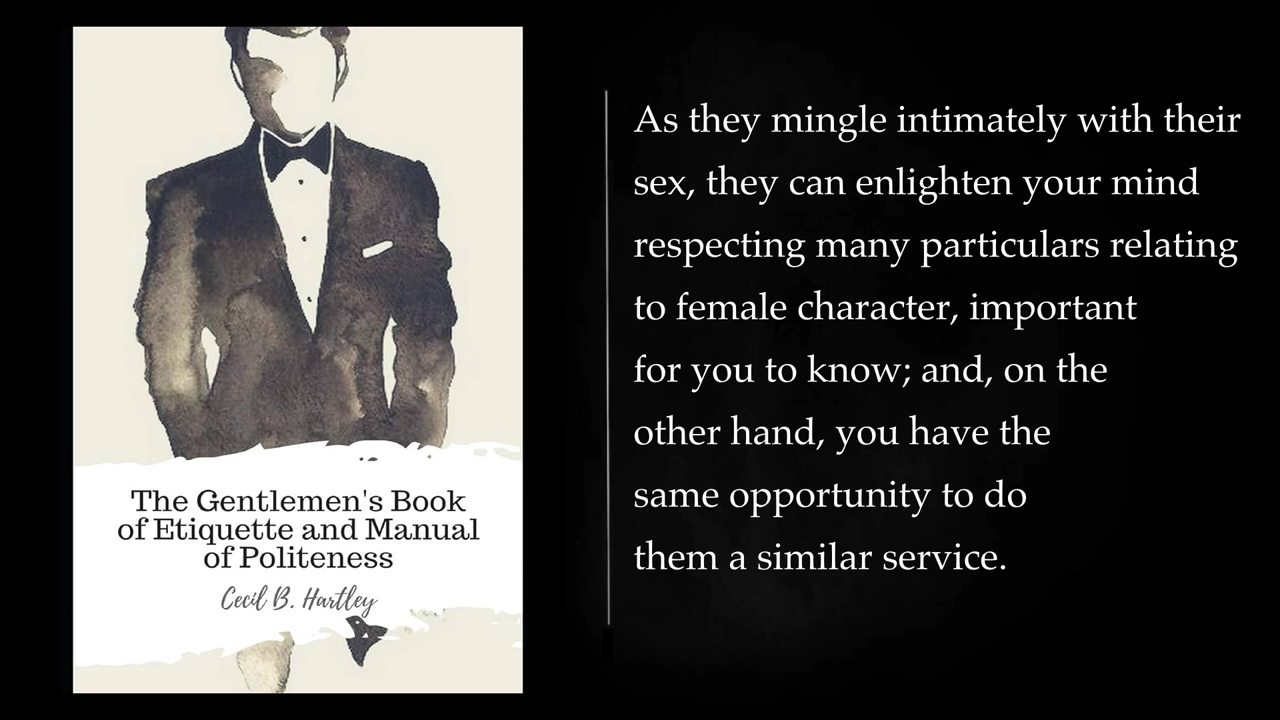 The Gentlemen's Book
of Etiquette and Manual
of Politeness
Cecil B. Hartley
As they mingle intimately with their
sex, they can enlighten your mind
respecting many particulars relating
to female character, important
for you to know; and, on the
other hand, you have the
same opportunity to do
them a similar service.